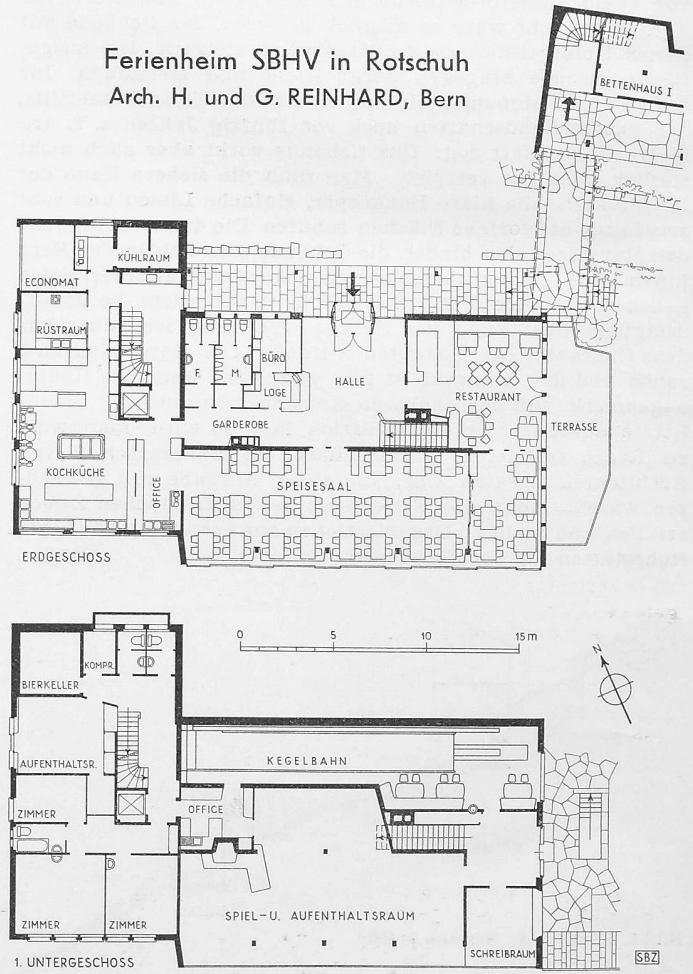 Ferienheim SBHV in Rotschuh
Arch. H. und G. REINHARD, Bern
BETTENHAUS I
KÜHLRAUM
ECONOMAT
RÜSTRAUM
F.
M.
BÜRO
LOGE
HALLE
RESTAURANT
GARDEROBE
TERRASSE
KOCHKÜCHE
OFFICE
SPEISESAAL
ERDGESCHOSS
0 5 10 15 m
N
KOMPR.
BIERKELLER
AUFENTHALTSR.
KEGELBAHN
ZIMMER
OFFICE
ZIMMER
ZIMMER
SPIEL-U. AUFENTHALTSRAUM
SCHREIBRAUM
1. UNTERGESCHOSS
SBZ